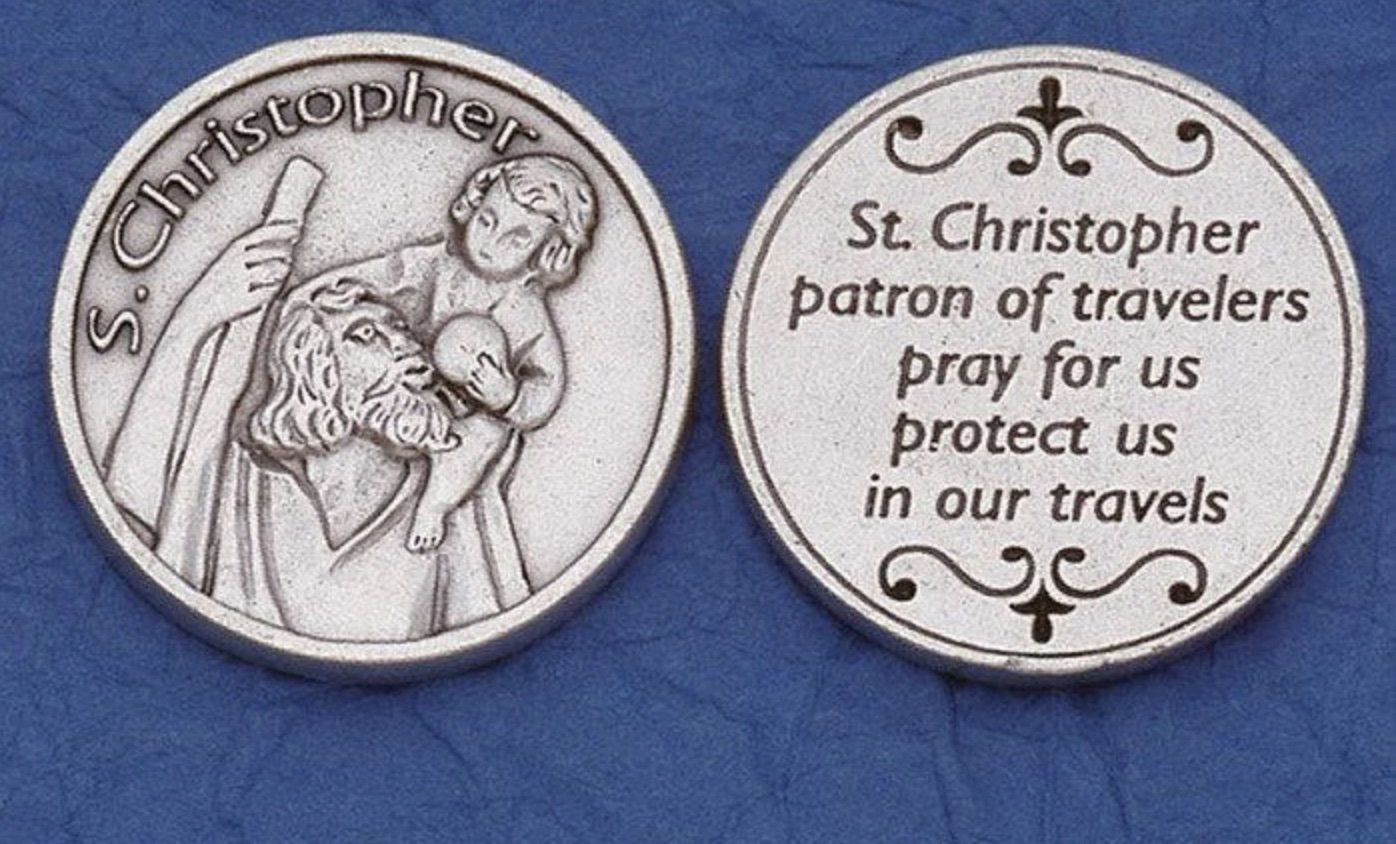 S. Christopher
St. Christopher
patron of travelers
pray for us
protect us
in our travels